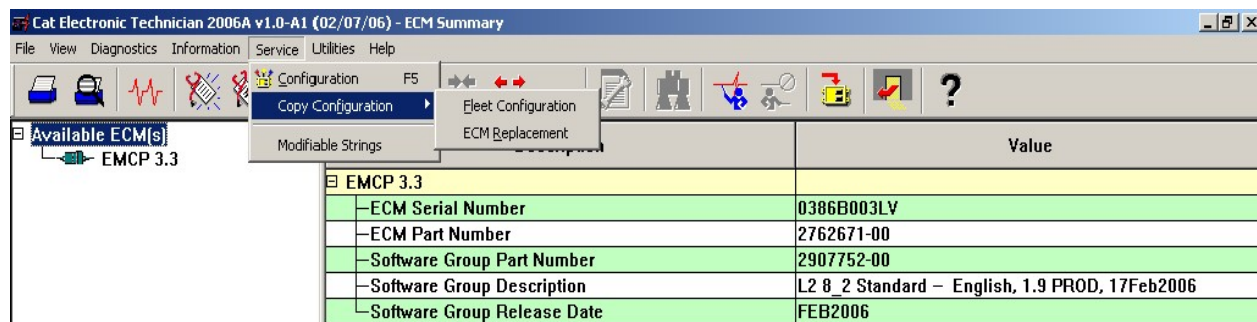 Cat Electronic Technician 2006A v1.0-A1 (02/07/06) - ECM Summary
File View Diagnostics Information Service Utilities Help
Configuration F5
Copy Configuration
Fleet Configuration
ECM Replacement
Modifiable Strings
Available ECM(s)
EMCP 3.3
Value
EMCP 3.3
ECM Serial Number 0386B003LV
ECM Part Number 2762671-00
Software Group Part Number 2907752-00
Software Group Description L2 8_2 Standard – English, 1.9 PROD, 17Feb2006
Software Group Release Date FEB2006